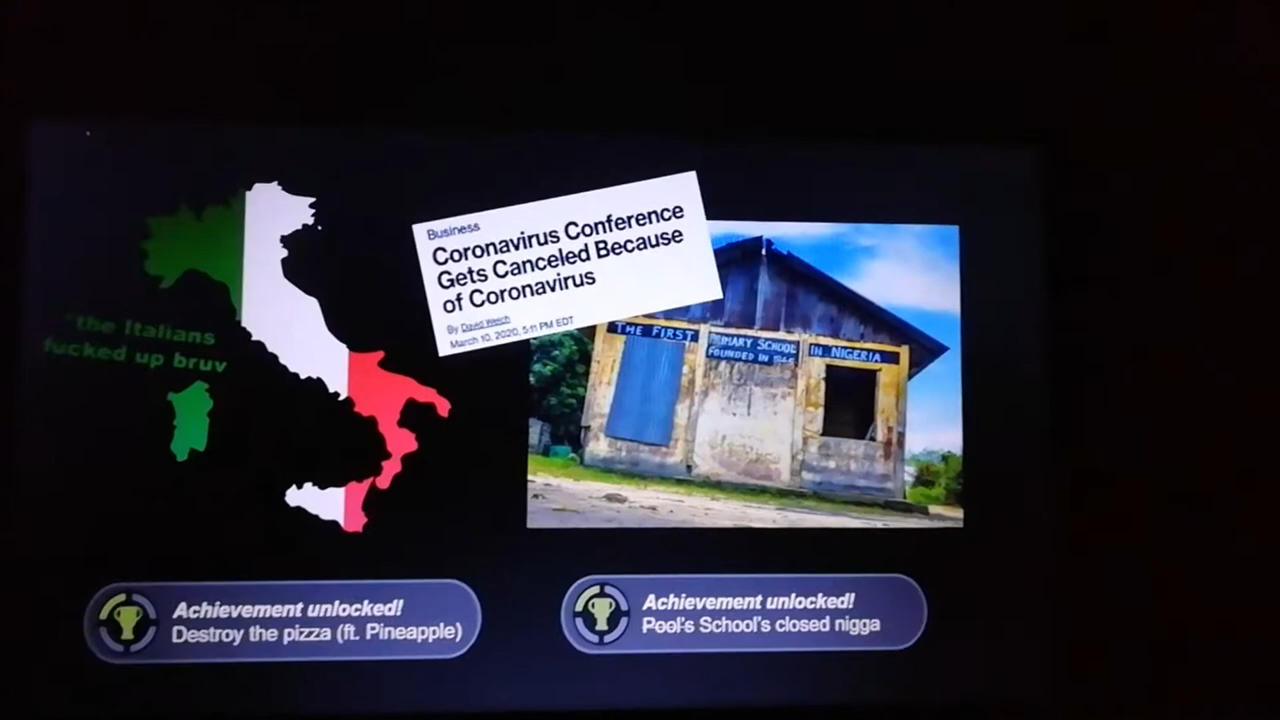 Business
Coronavirus Conference
Gets Canceled Because
of Coronavirus
By David Welch
March 10, 2020, 5:11 PM EDT
"the Italians
fucked up bruv
THE FIRST
PRIMARY SCHOOL
FOUNDED IN 1845
IN NIGERIA
Achievement unlocked!
Destroy the pizza (ft. Pineapple)
Achievement unlocked!
Pool's School's closed nigga